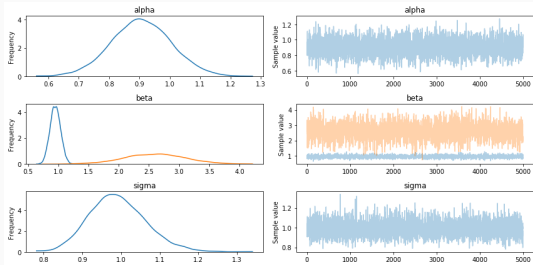 alpha
alpha
Frequency
4
2
0
0.6 0.7 0.8 0.9 1.0 1.1 1.2 1.3
Sample value
1.2
1.0
0.8
0.6
0 1000 2000 3000 4000 5000
beta
beta
Frequency
4
2
0
0.5 1.0 1.5 2.0 2.5 3.0 3.5 4.0
Sample value
4
3
2
1
0 1000 2000 3000 4000 5000
sigma
sigma
Frequency
4
2
0
0.8 0.9 1.0 1.1 1.2 1.3
Sample value
1.2
1.0
0.8
0 1000 2000 3000 4000 5000